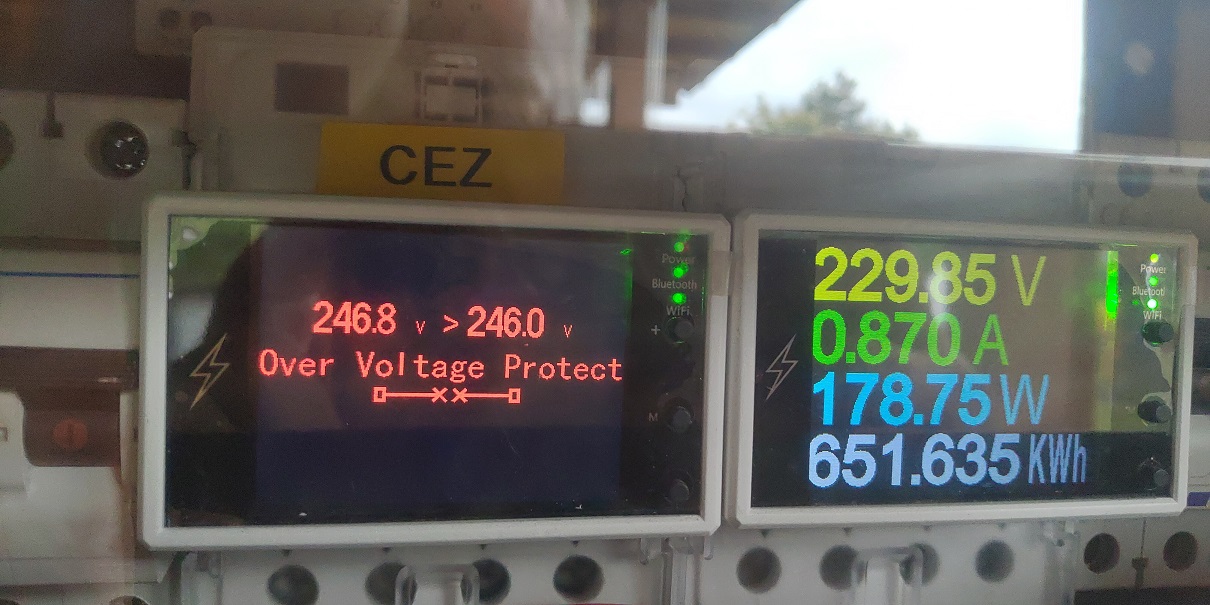 CEZ
246.8 v > 246.0 v
Over Voltage Protect
Power
Bluetooth
WiFi
+
M
229.85 V
0.870 A
178.75 W
651.635 KWh
Power
Bluetooth
WiFi